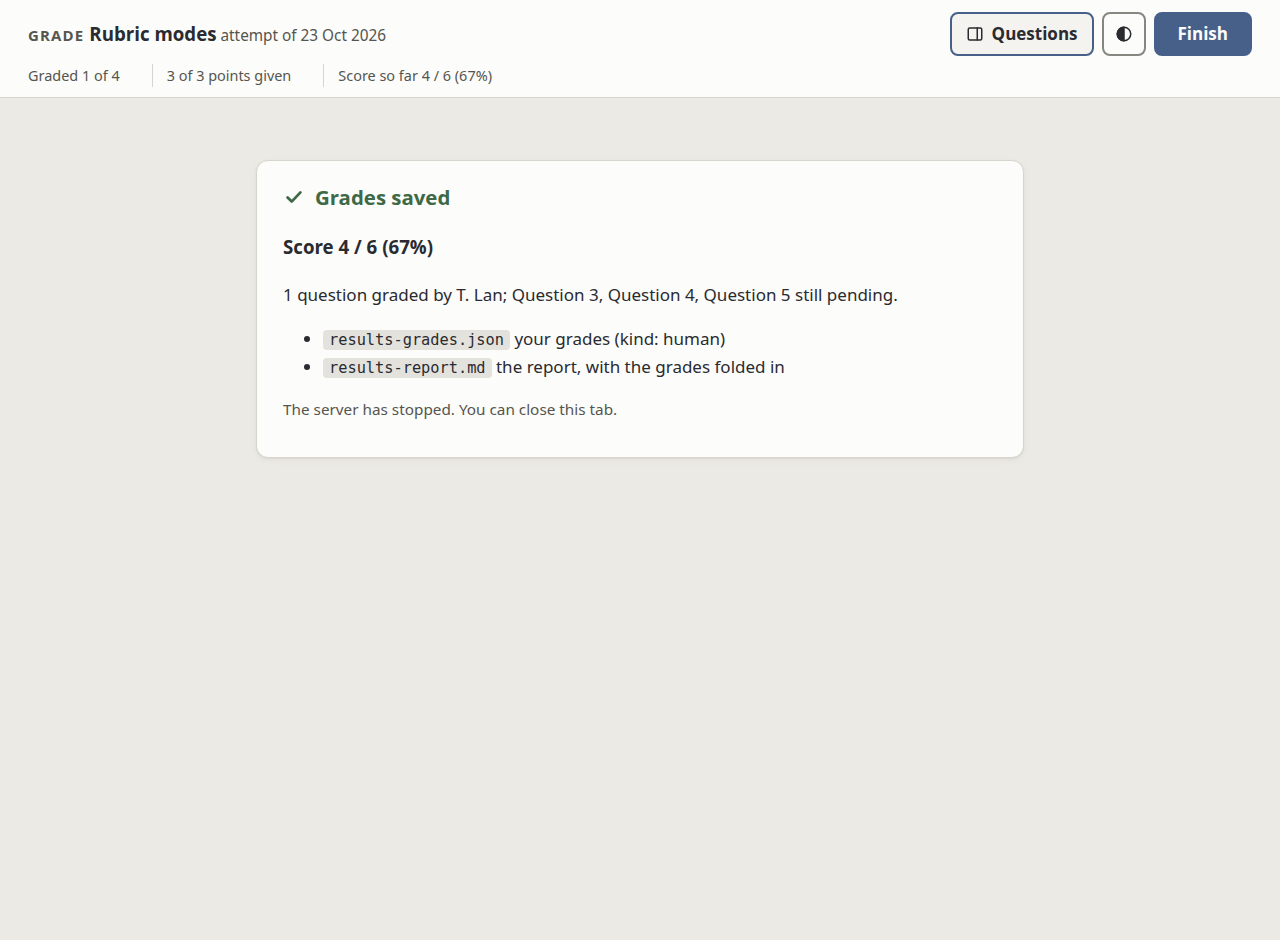 GRADE Rubric modes attempt of 23 Oct 2026
Questions
Finish
Graded 1 of 4
3 of 3 points given
Score so far 4 / 6 (67%)
Grades saved
Score 4 / 6 (67%)
1 question graded by T. Lan; Question 3, Question 4, Question 5 still pending.
results-grades.json your grades (kind: human)
results-report.md the report, with the grades folded in
The server has stopped. You can close this tab.